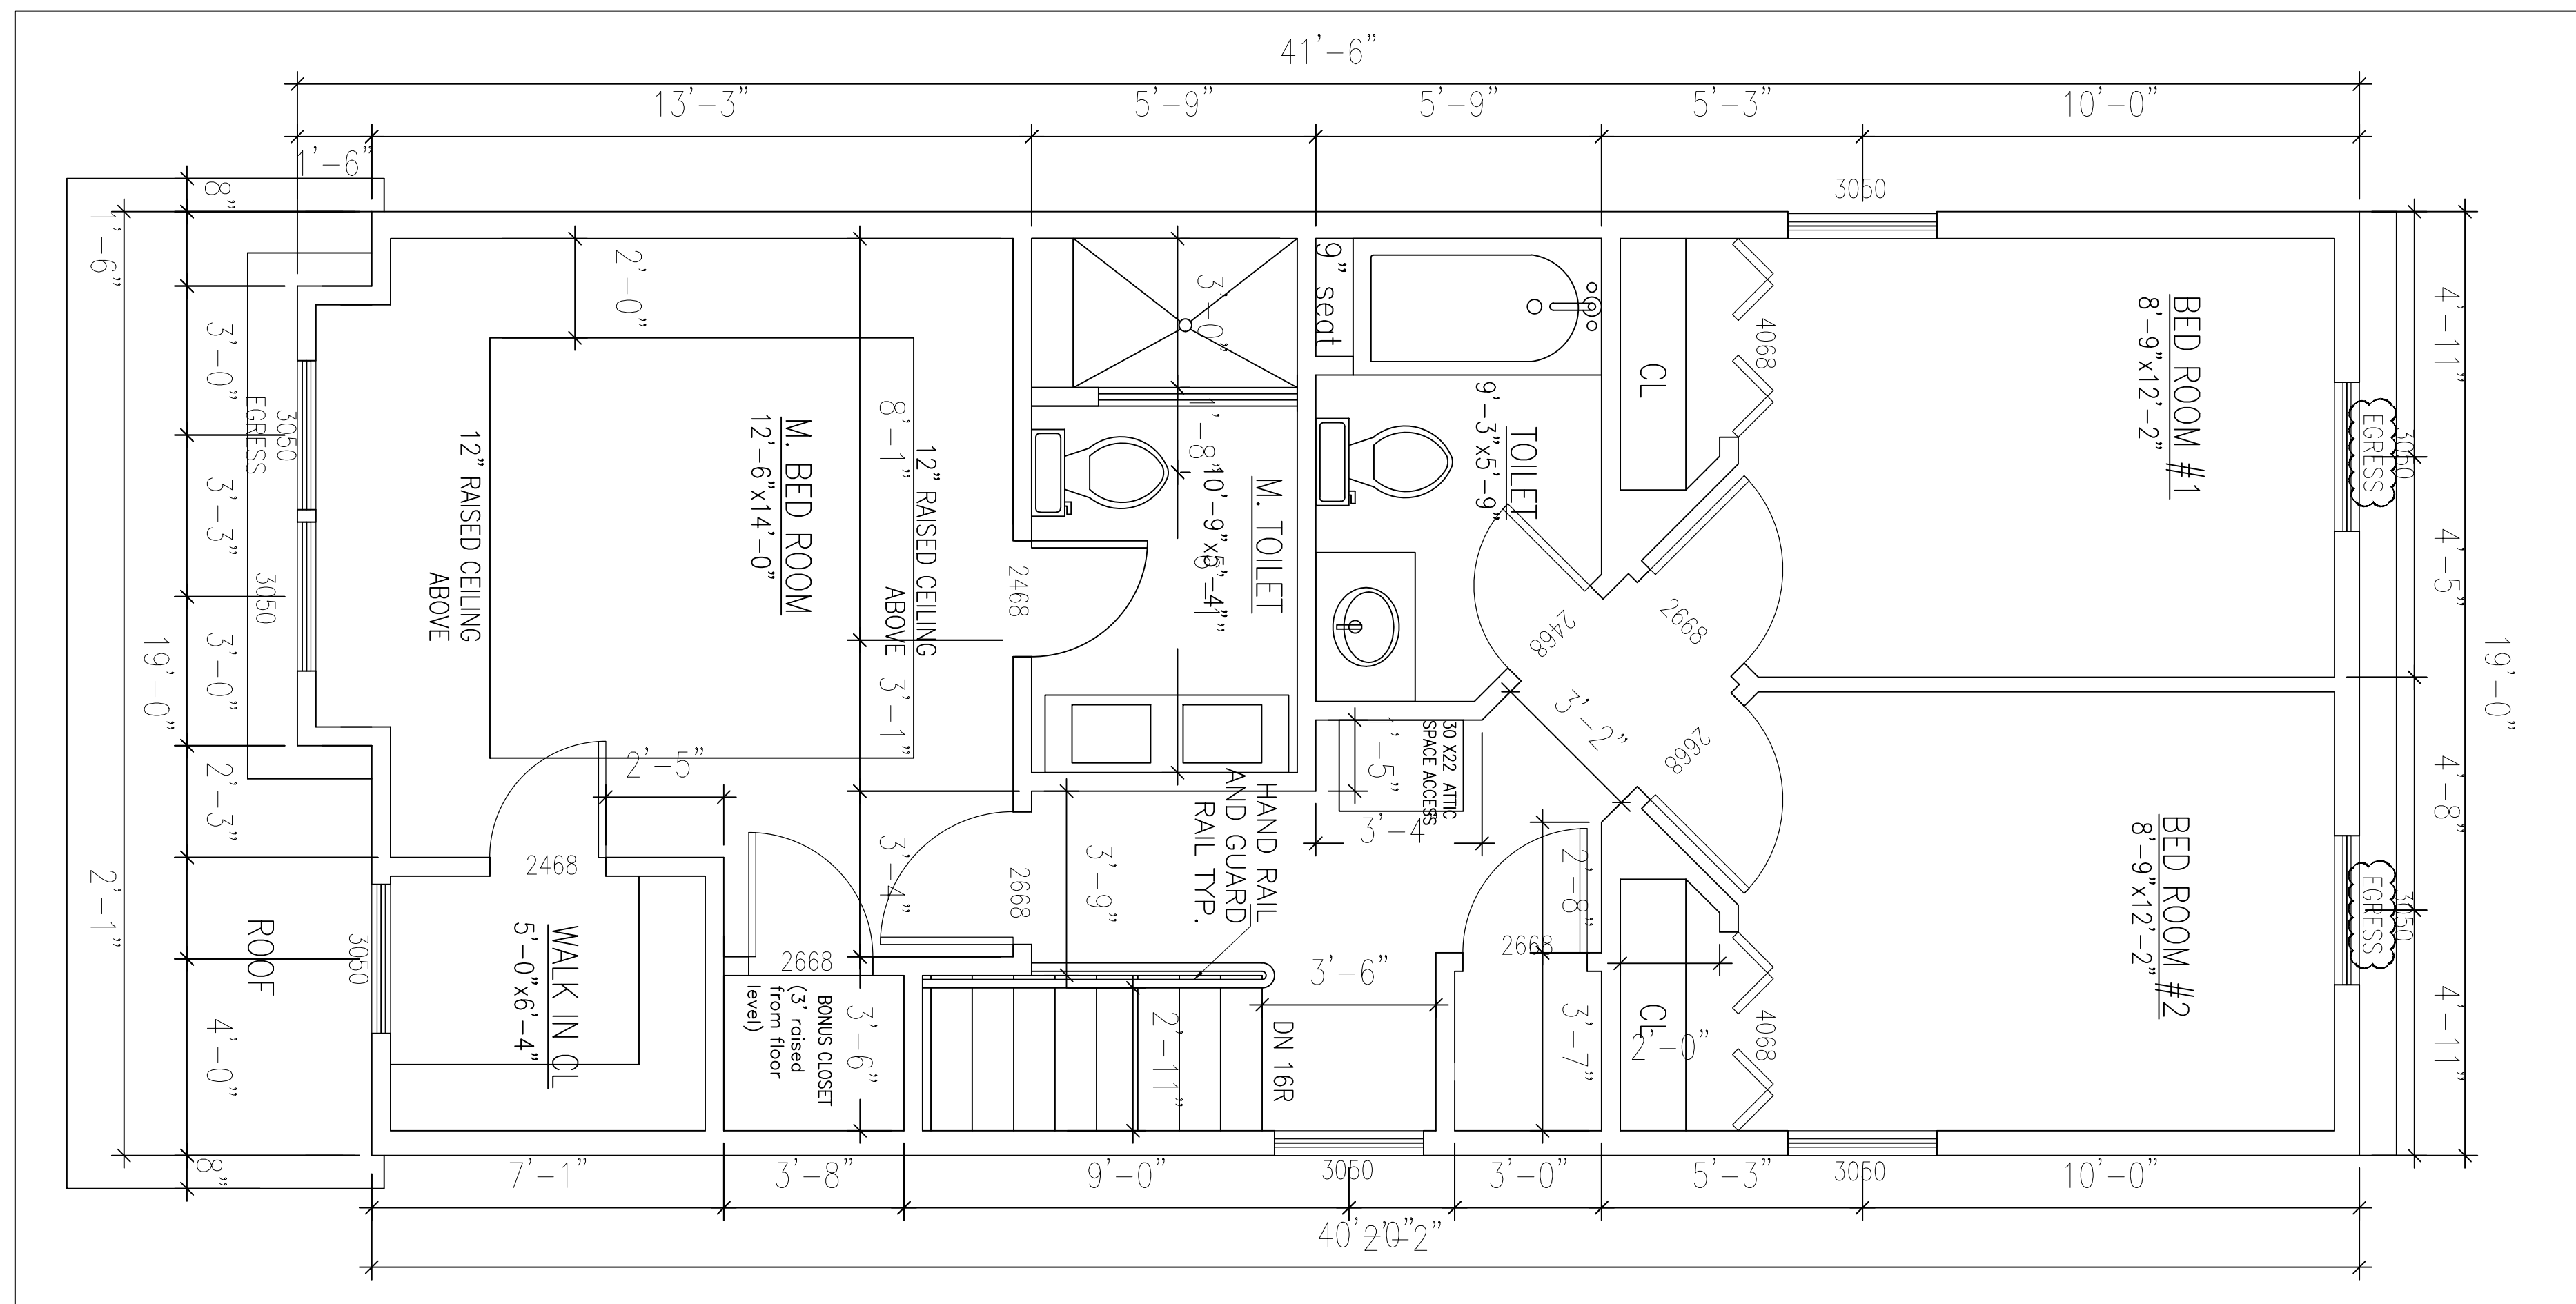 41'-6"
13'-3"
5'-9"
5'-9"
5'-3"
10'-0"
1'-6"
3050
8"
1'-6"
3'-0"
3'-3"
3'-0"
2'-3"
4'-0"
8"
19'-0"
2'-1"
3050
EGRESS
3050
3050
ROOF
2'-0"
12" RAISED CEILING
ABOVE
M. BED ROOM
12'-6"x14'-0"
12" RAISED CEILING
ABOVE
8'-1"
3'-1"
3'-4"
3'-6"
2'-5"
2468
2468
WALK IN CL
5'-0"x6'-4"
2668
BONUS CLOSET
(3' raised
from floor
level)
2668
3'-0"
1'-8"
M. TOILET
10'-9"x5'-4"
9" seat
TOILET
9'-3"x5'-9"
30 X22 ATTIC
SPACE ACCESS
1'-5"
3'-4
3'-9"
HAND RAIL
AND GUARD
RAIL TYP.
2'-11"
DN 16R
3'-6"
2'-8"
2668
3'-7"
2468
2668
3'-2"
2668
CL
4068
CL
2'-0"
4068
BED ROOM #1
8'-9"x12'-2"
BED ROOM #2
8'-9"x12'-2"
EGRESS
3050
EGRESS
3050
4'-11"
4'-5"
4'-8"
4'-11"
19'-0"
7'-1"
3'-8"
9'-0"
3050
3'-0"
5'-3"
3050
10'-0"
40'-0"
2'-2"